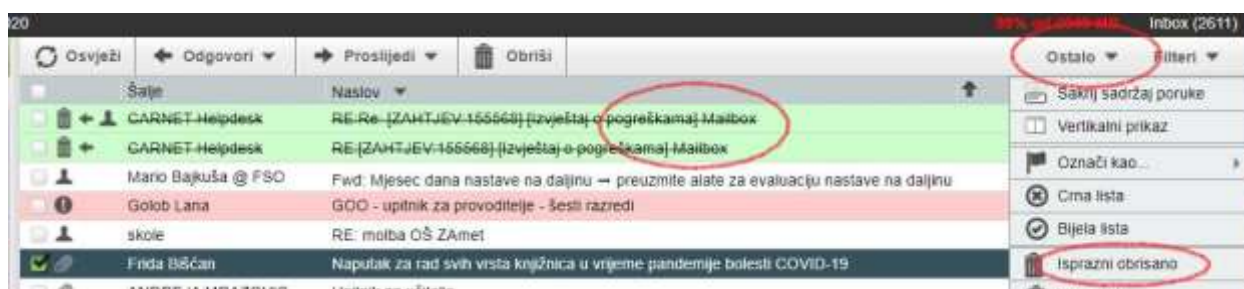 20
Inbox (2611)
Osvježi Odgovori Proslijedi Obriši Ostalo Filteri
Šalje Naslov Sakrij sadržaj poruke
CARNET Helpdesk RE:Re: [ZAHTJEV:155568] [Izvještaj o pogreškama] Mailbox
Vertikalni prikaz
CARNET Helpdesk RE:[ZAHTJEV:155568] [Izvještaj o pogreškama] Mailbox
Označi kao...
Mario Bajkuša @ FSO Fwd: Mjesec dana nastave na daljinu → preuzmite alate za evaluaciju nastave na daljinu
Crna lista
Golob Lana GOO - upitnik za provoditelje - šesti razredi
Bijela lista
skole RE: molba OŠ ZAmet
Frida Bišćan Naputak za rad svih vrsta knjižnica u vrijeme pandemije bolesti COVID-19 Isprazni obrisano